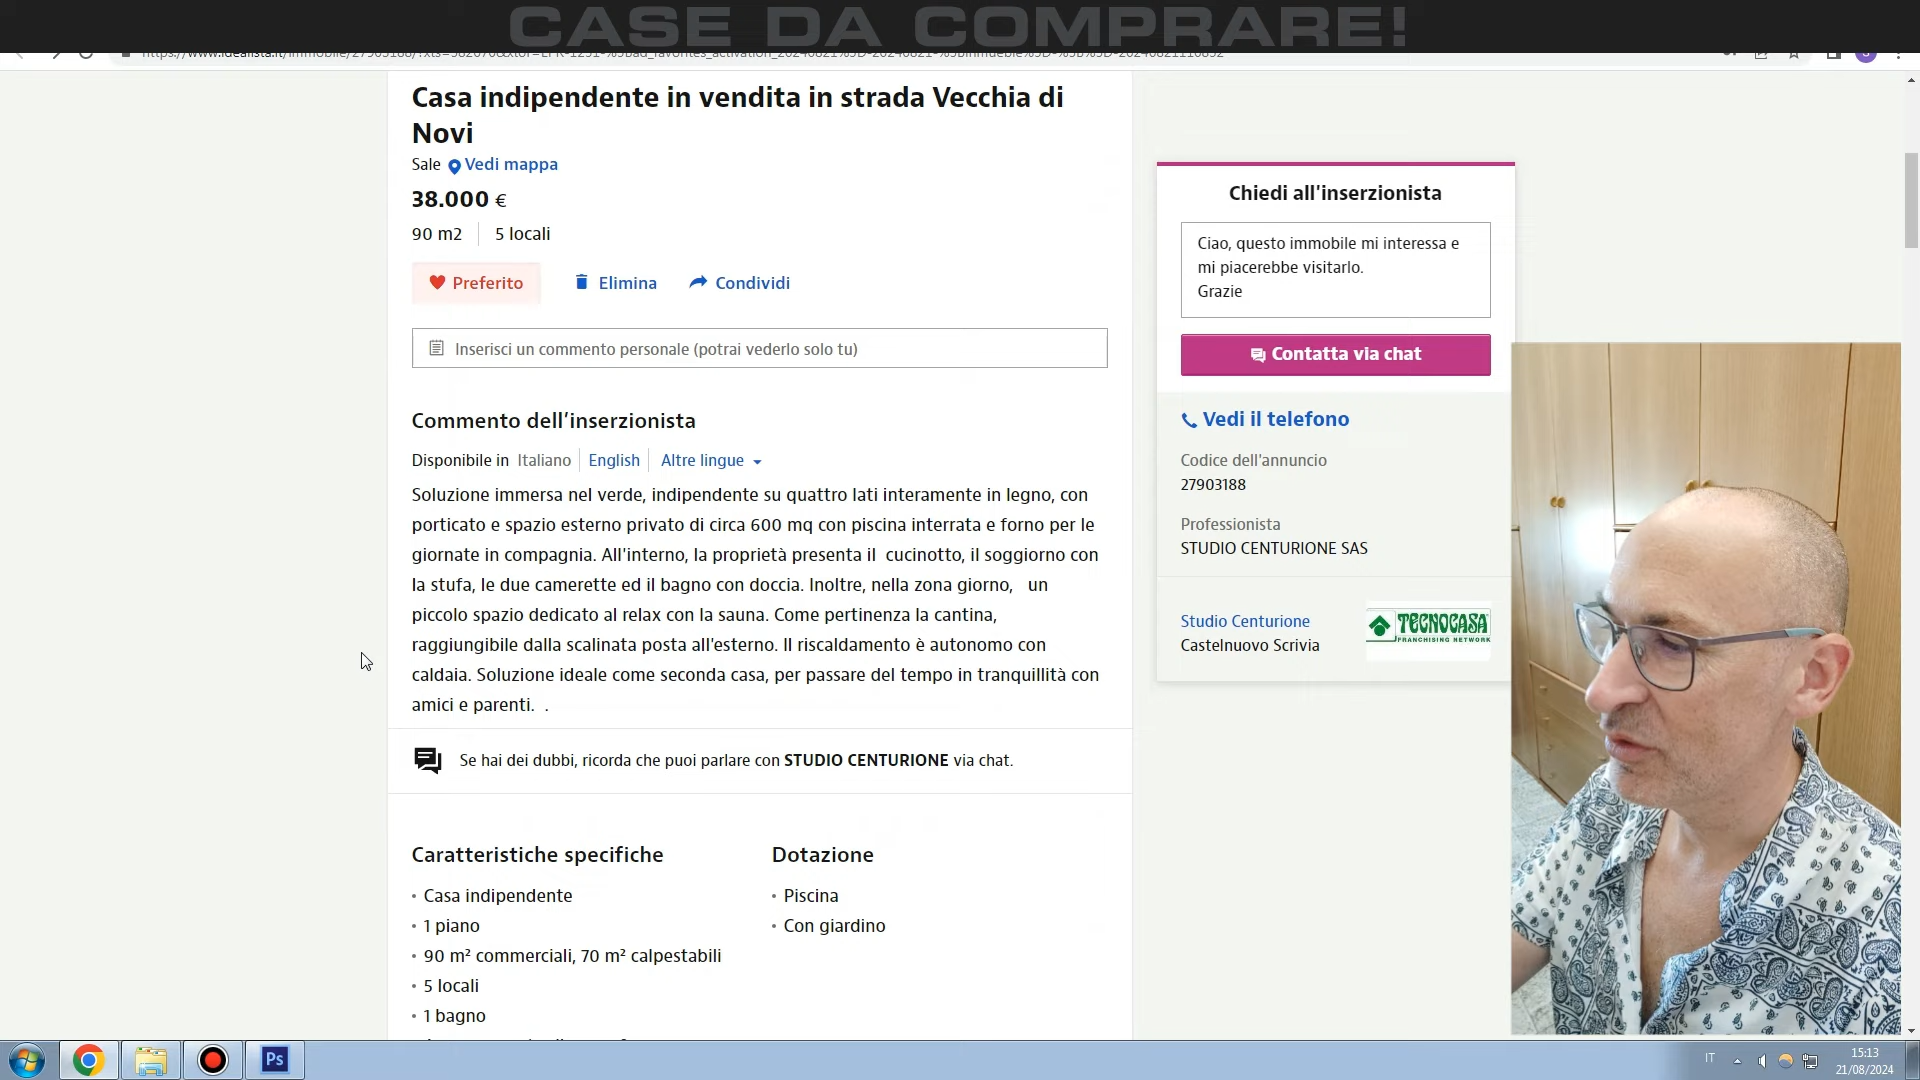 CASE DA COMPRARE!
Casa indipendente in vendita in strada Vecchia di
Novi
Sale Vedi mappa
38.000 €
90 m2 5 locali
Preferito Elimina Condividi
Inserisci un commento personale (potrai vederlo solo tu)
Commento dell'inserzionista
Disponibile in Italiano English Altre lingue
Soluzione immersa nel verde, indipendente su quattro lati interamente in legno, con
porticato e spazio esterno privato di circa 600 mq con piscina interrata e forno per le
giornate in compagnia. All'interno, la proprietà presenta il cucinotto, il soggiorno con
la stufa, le due camerette ed il bagno con doccia. Inoltre, nella zona giorno, un
piccolo spazio dedicato al relax con la sauna. Come pertinenza la cantina,
raggiungibile dalla scalinata posta all'esterno. Il riscaldamento è autonomo con
caldaia. Soluzione ideale come seconda casa, per passare del tempo in tranquillità con
amici e parenti. .
Se hai dei dubbi, ricorda che puoi parlare con STUDIO CENTURIONE via chat.
Caratteristiche specifiche
• Casa indipendente
• 1 piano
• 90 m² commerciali, 70 m² calpestabili
• 5 locali
• 1 bagno
Dotazione
• Piscina
• Con giardino
Chiedi all'inserzionista
Ciao, questo immobile mi interessa e
mi piacerebbe visitarlo.
Grazie
Contatta via chat
Vedi il telefono
Codice dell'annuncio
27903188
Professionista
STUDIO CENTURIONE SAS
Studio Centurione
Castelnuovo Scrivia
TECNOCASA
FRANCHISING NETWORK
Ps
IT
15:13
21/08/2024